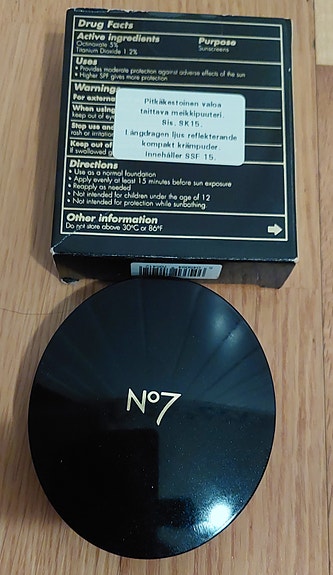 Drug Facts
Active ingredients Purpose
Octinoxate 5% Sunscreens
Titanium Dioxide 1.2%
Uses
• Provides moderate protection against adverse effects of the sun
• Higher SPF gives more protection
Warnings
For externa
When using
keep out of eye
Stop use an
rash or irritatio
Keep out of
If swallowed g
Pitkäkestoinen valoa
taittava meikkipuuteri.
Sis. SK15.
Långdragen ljus reflekterande
kompakt krämpuder.
Innehåller SSF 15.
Directions
• Use as a normal foundation
• Apply evenly at least 15 minutes before sun exposure
• Reapply as needed
• Not intended for children under the age of 12
• Not intended for protection while sunbathing.
Other information
Do not store above 30°C or 86°F
No7